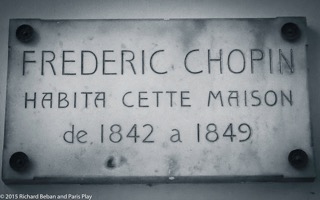 FREDERIC CHOPIN
HABITA CETTE MAISON
de 1842 a 1849
© 2015 Richard Beban and Paris Play